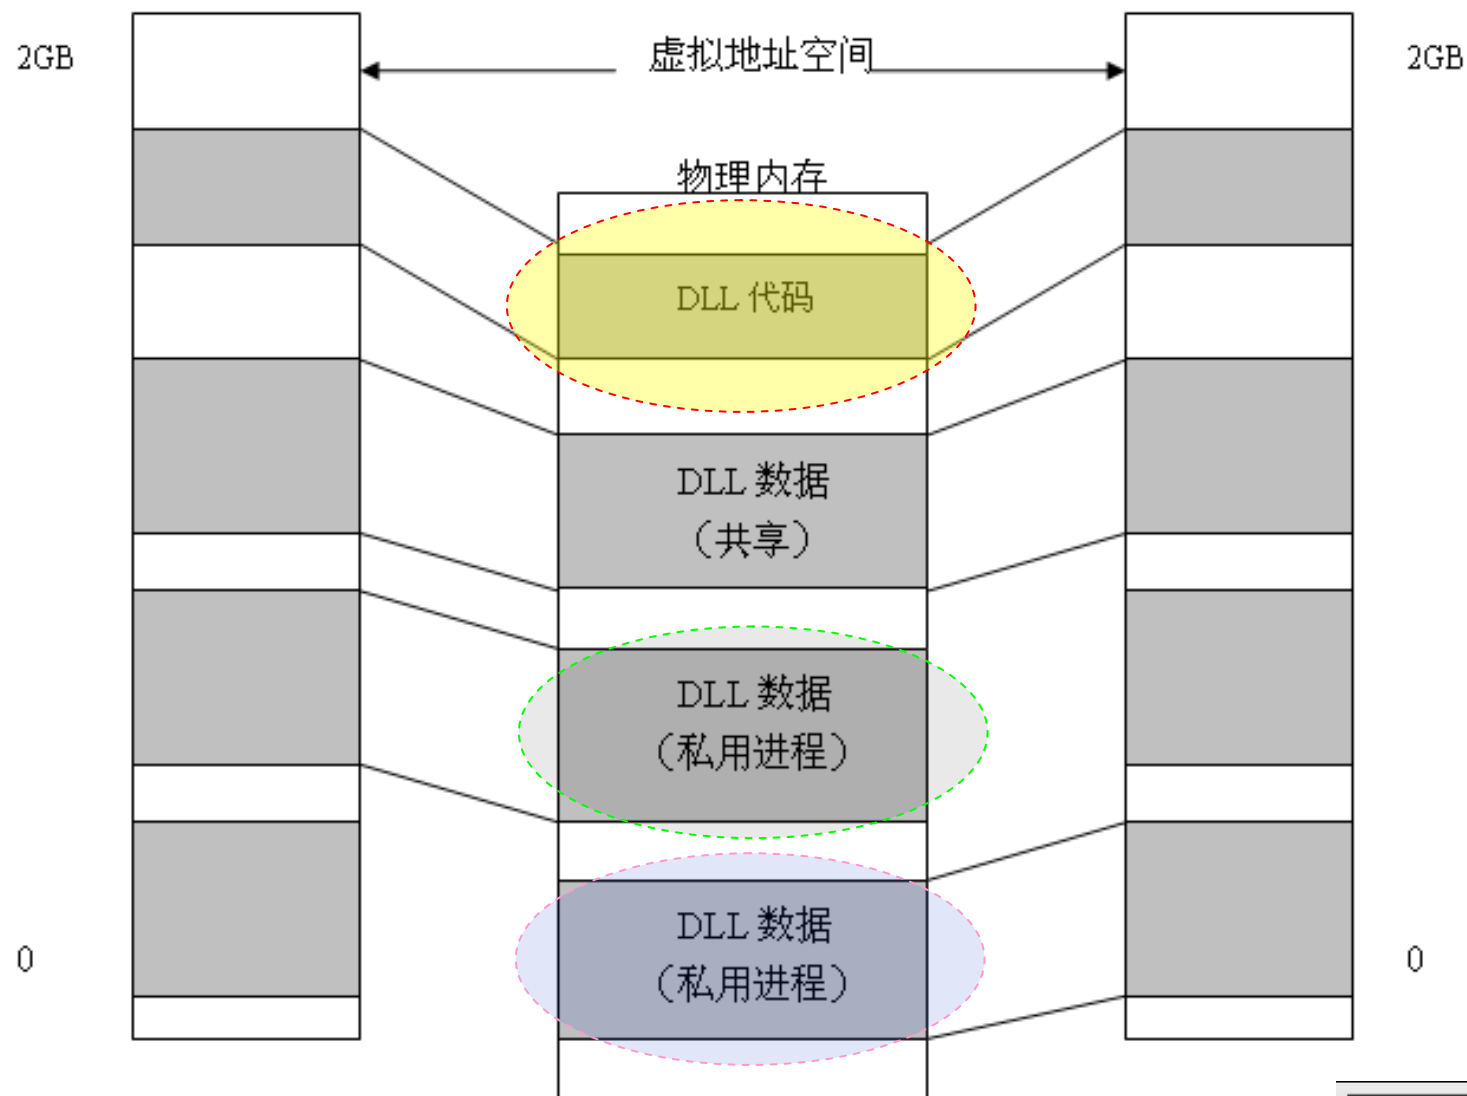 虚拟地址空间
2GB
2GB
物理内存
DLL 代码
DLL 数据
（共享）
DLL 数据
（私用进程）
DLL 数据
（私用进程）
0
0